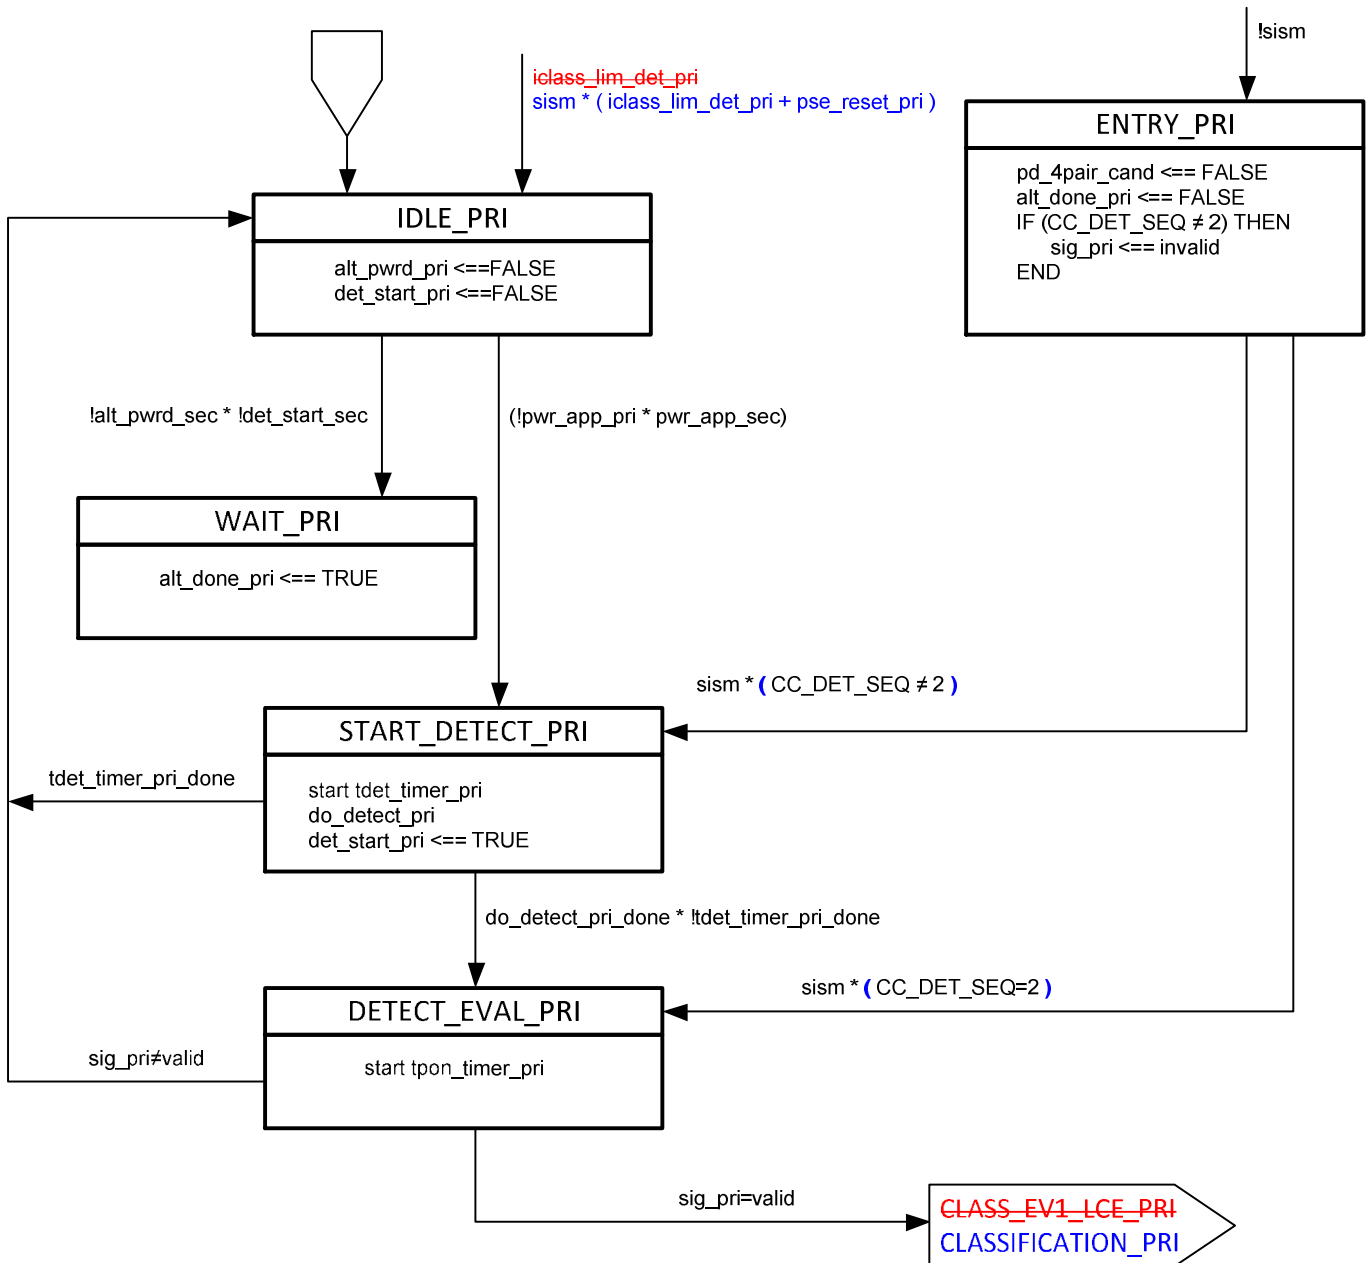 !sism
iclass_lim_det_pri
sism * ( iclass_lim_det_pri + pse_reset_pri )
ENTRY_PRI
pd_4pair_cand <== FALSE
alt_done_pri <== FALSE
IF (CC_DET_SEQ ≠ 2) THEN
sig_pri <== invalid
END
IDLE_PRI
alt_pwrd_pri <==FALSE
det_start_pri <==FALSE
!alt_pwrd_sec * !det_start_sec
(!pwr_app_pri * pwr_app_sec)
WAIT_PRI
alt_done_pri <== TRUE
sism * ( CC_DET_SEQ ≠ 2 )
START_DETECT_PRI
start tdet_timer_pri
do_detect_pri
det_start_pri <== TRUE
tdet_timer_pri_done
do_detect_pri_done * !tdet_timer_pri_done
sism * ( CC_DET_SEQ=2 )
DETECT_EVAL_PRI
start tpon_timer_pri
sig_pri≠valid
sig_pri=valid
CLASS_EV1_LCE_PRI
CLASSIFICATION_PRI